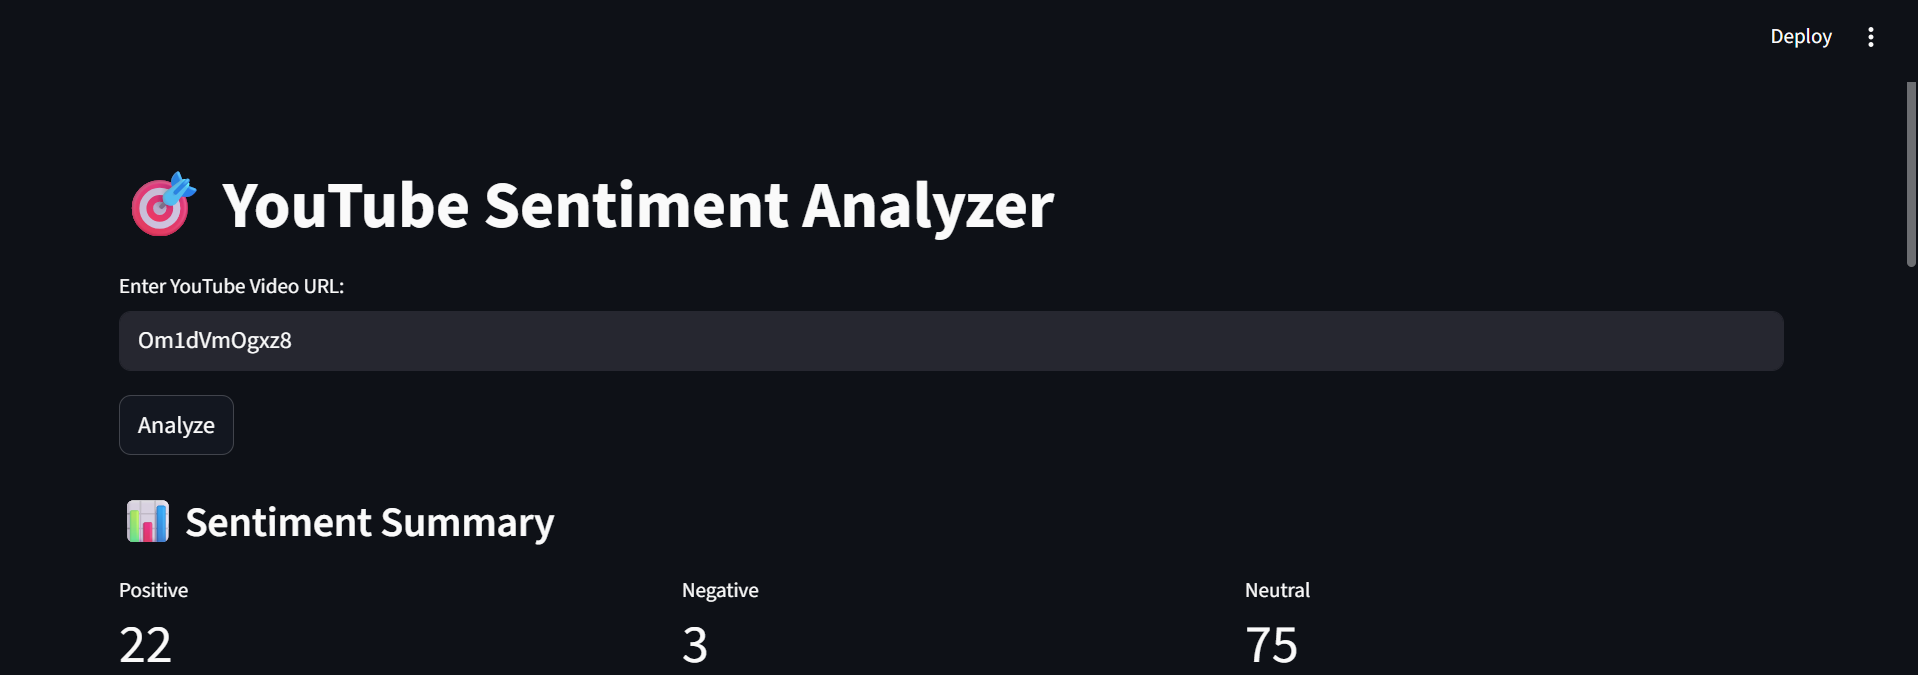 Deploy
YouTube Sentiment Analyzer
Enter YouTube Video URL:
Om1dVmOgxz8
Analyze
Sentiment Summary
Positive
Negative
Neutral
22
3
75